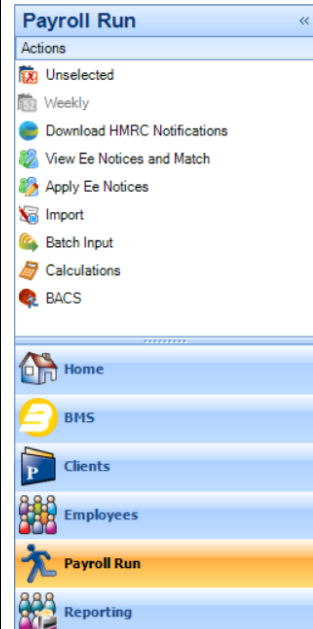 Payroll Run «
Actions
Unselected
Weekly
Download HMRC Notifications
View Ee Notices and Match
Apply Ee Notices
Import
Batch Input
Calculations
BACS
Home
BMS
P
Clients
Employees
Payroll Run
Reporting